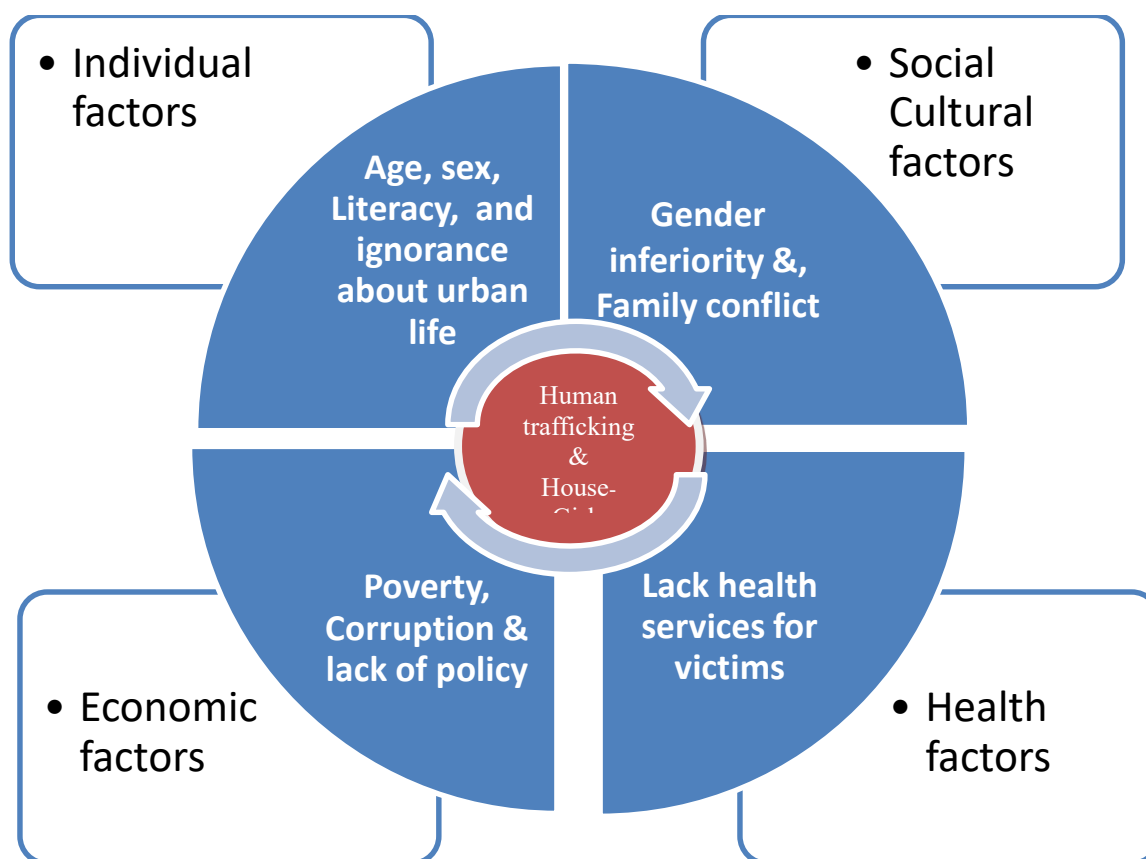 • Individual
factors
• Social
Cultural
factors
Age, sex,
Literacy, and
ignorance
about urban
life
Gender
inferiority &,
Family conflict
Human
trafficking
&
House-
Poverty,
Corruption &
lack of policy
Lack health
services for
victims
• Economic
factors
• Health
factors